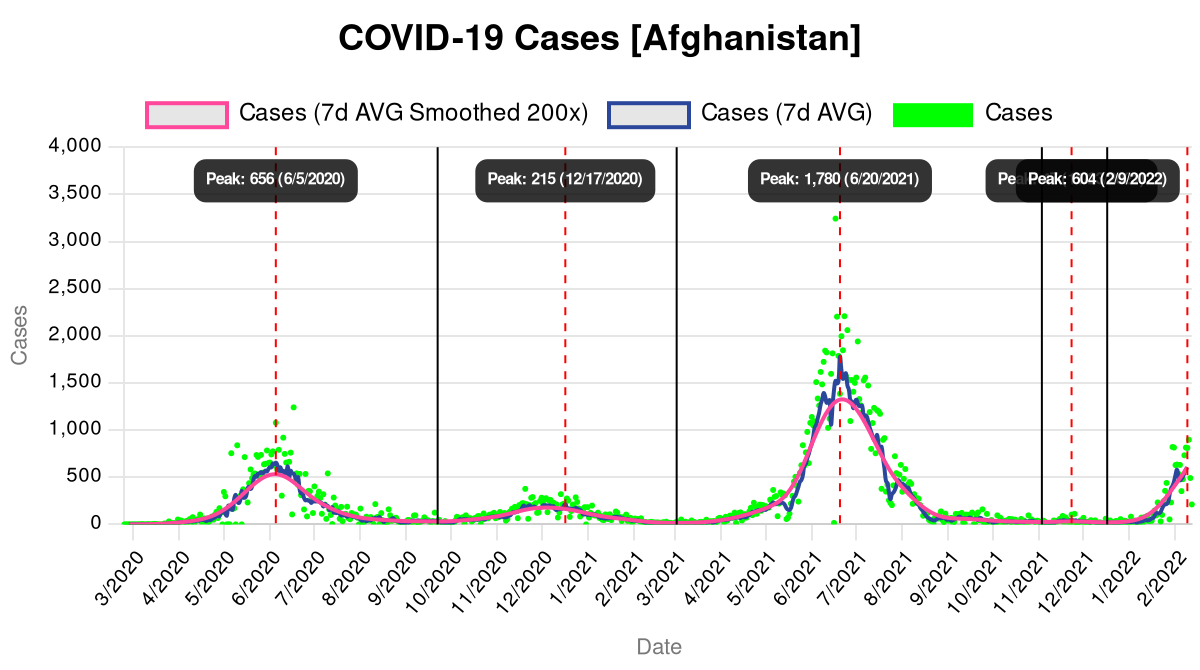 COVID-19 Cases [Afghanistan]
Cases (7d AVG Smoothed 200x) Cases (7d AVG) Cases
4,000
3,500
3,000
2,500
2,000
1,500
1,000
500
0
Cases
Peak: 656 (6/5/2020)
Peak: 215 (12/17/2020)
Peak: 1,780 (6/20/2021)
Peak: 604 (2/9/2022)
3/2020 4/2020 5/2020 6/2020 7/2020 8/2020 9/2020 10/2020 11/2020 12/2020 1/2021 2/2021 3/2021 4/2021 5/2021 6/2021 7/2021 8/2021 9/2021 10/2021 11/2021 12/2021 1/2022 2/2022
Date